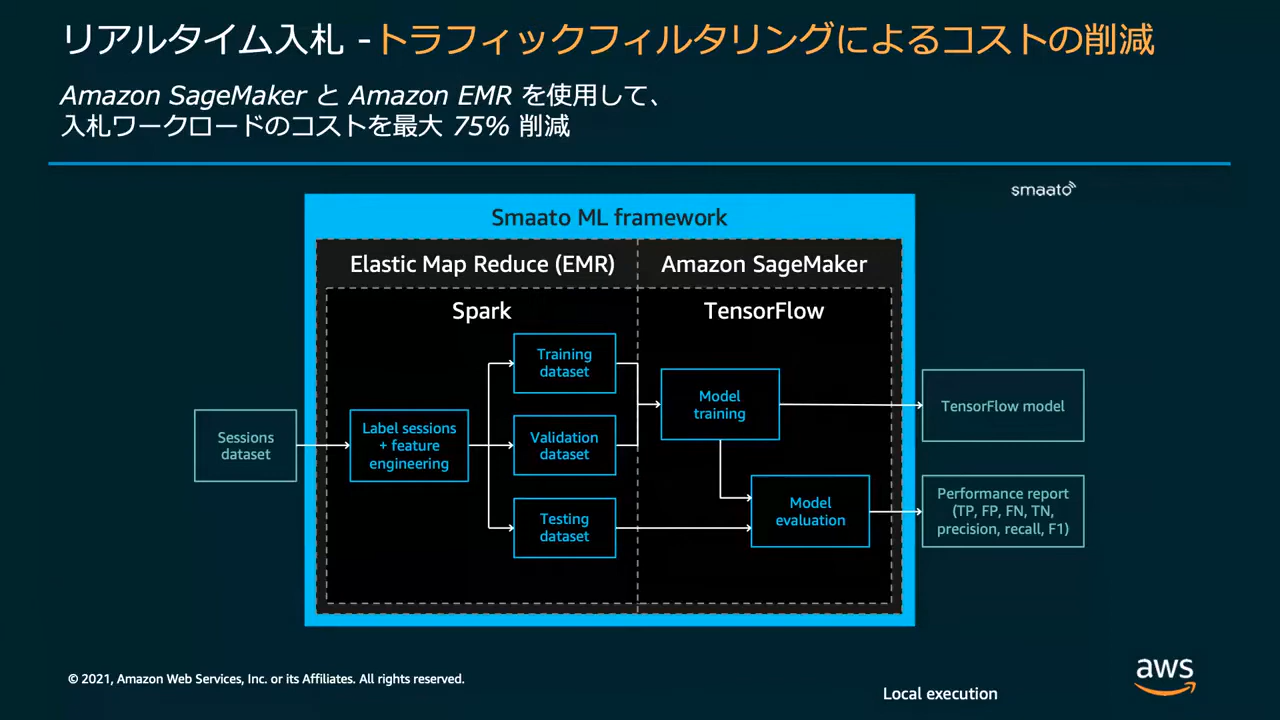 リアルタイム入札 -トラフィックフィルタリングによるコストの削減
Amazon SageMaker と Amazon EMR を使用して、
入札ワークロードのコストを最大 75% 削減
smaato
Smaato ML framework
Elastic Map Reduce (EMR)
Amazon SageMaker
Spark
TensorFlow
Sessions
dataset
Label sessions
+ feature
engineering
Training
dataset
Validation
dataset
Testing
dataset
Model
training
Model
evaluation
TensorFlow model
Performance report
(TP, FP, FN, TN,
precision, recall, F1)
© 2021, Amazon Web Services, Inc. or its Affiliates. All rights reserved.
Local execution
aws